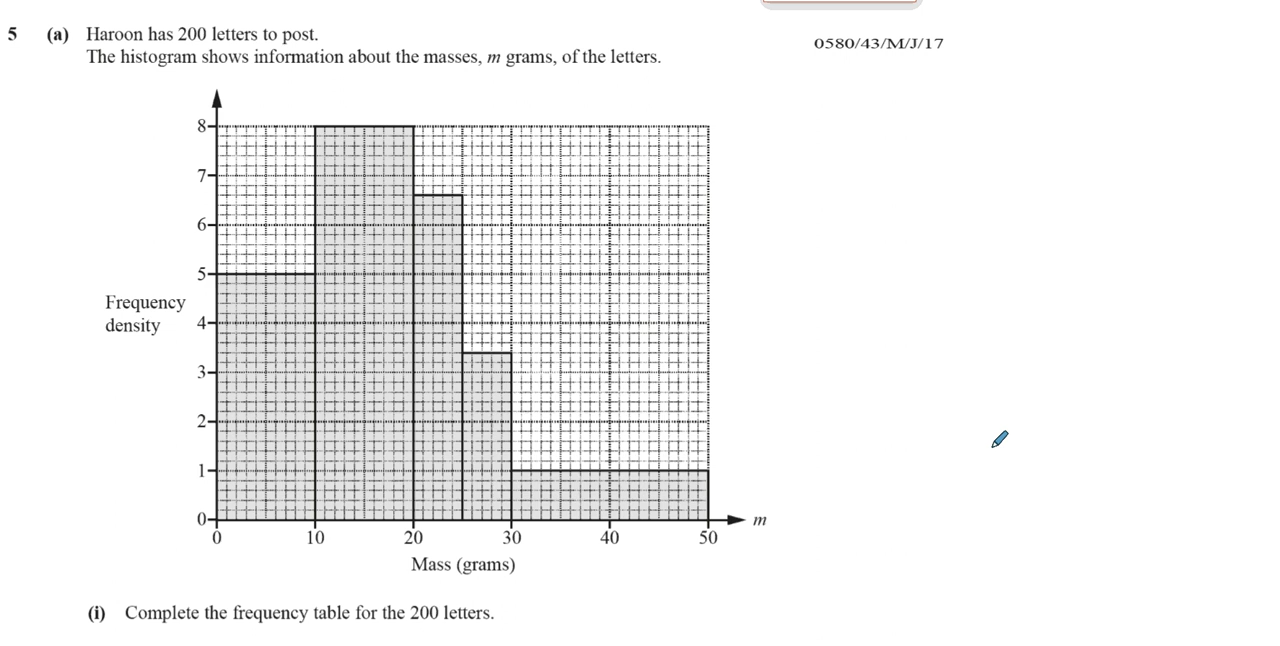 5 (a) Haroon has 200 letters to post.
0580/43/M/J/17
The histogram shows information about the masses, m grams, of the letters.
8
7
6
5
Frequency
density
4
3
2
1
0
m
0 10 20 30 40 50
Mass (grams)
(i) Complete the frequency table for the 200 letters.